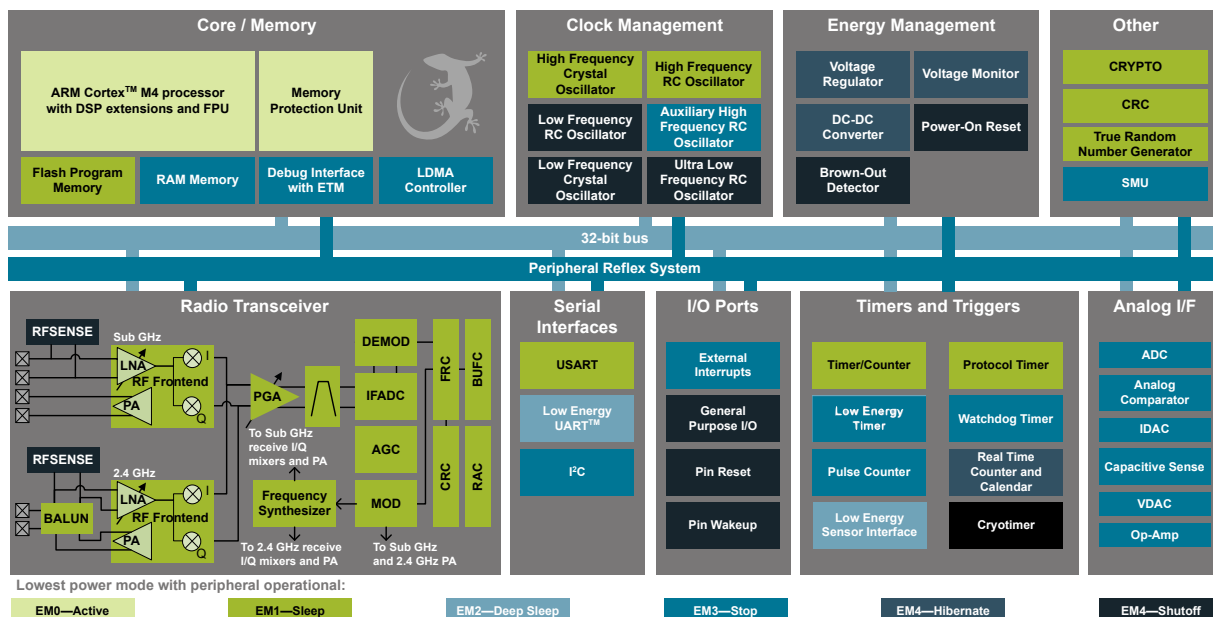 Core / Memory
ARM Cortex™ M4 processor
with DSP extensions and FPU
Memory
Protection Unit
Flash Program
Memory
RAM Memory
Debug Interface
with ETM
LDMA
Controller
Clock Management
High Frequency
Crystal
Oscillator
High Frequency
RC Oscillator
Low Frequency
RC Oscillator
Auxiliary High
Frequency RC
Oscillator
Low Frequency
Crystal
Oscillator
Ultra Low
Frequency RC
Oscillator
Energy Management
Voltage
Regulator
Voltage Monitor
DC-DC
Converter
Power-On Reset
Brown-Out
Detector
Other
CRYPTO
CRC
True Random
Number Generator
SMU
32-bit bus
Peripheral Reflex System
Radio Transceiver
RFSENSE
Sub GHz
LNA
RF Frontend
PA
I
Q
PGA
DEMOD
IFADC
AGC
MOD
FRC
BUFC
CRC
RAC
To Sub GHz
receive I/Q
mixers and PA
RFSENSE
2.4 GHz
LNA
RF Frontend
PA
I
Q
BALUN
Frequency
Synthesizer
To 2.4 GHz receive
I/Q mixers and PA
To Sub GHz
and 2.4 GHz PA
Serial
Interfaces
USART
Low Energy
UART™
I²C
I/O Ports
External
Interrupts
General
Purpose I/O
Pin Reset
Pin Wakeup
Timers and Triggers
Timer/Counter
Protocol Timer
Low Energy
Timer
Watchdog Timer
Pulse Counter
Real Time
Counter and
Calendar
Low Energy
Sensor Interface
Cryotimer
Analog I/F
ADC
Analog
Comparator
IDAC
Capacitive Sense
VDAC
Op-Amp
Lowest power mode with peripheral operational:
EM0—Active
EM1—Sleep
EM2—Deep Sleep
EM3—Stop
EM4—Hibernate
EM4—Shutoff